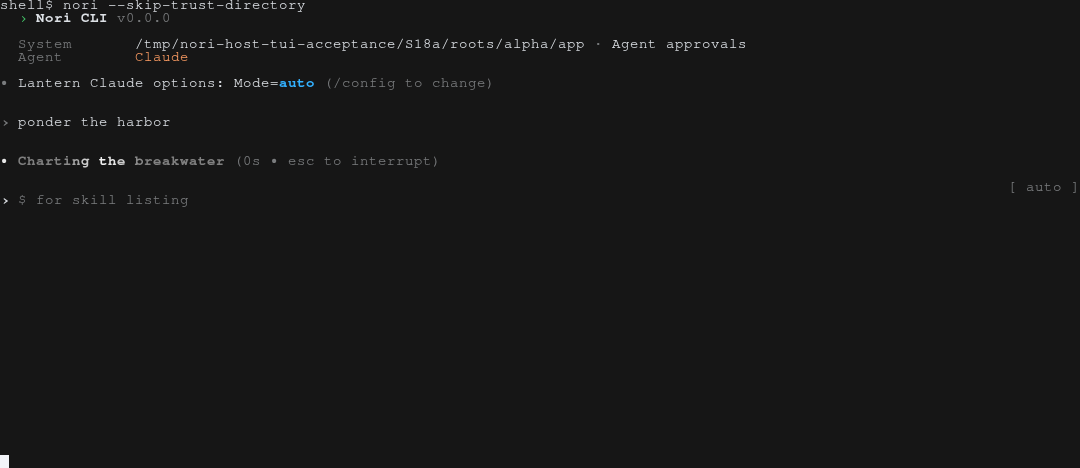 shell$ nori --skip-trust-directory
› Nori CLI v0.0.0
System /tmp/nori-host-tui-acceptance/S18a/roots/alpha/app · Agent approvals
Agent Claude
• Lantern Claude options: Mode=auto (/config to change)
› ponder the harbor
• Charting the breakwater (0s • esc to interrupt)
[ auto ]
› $ for skill listing